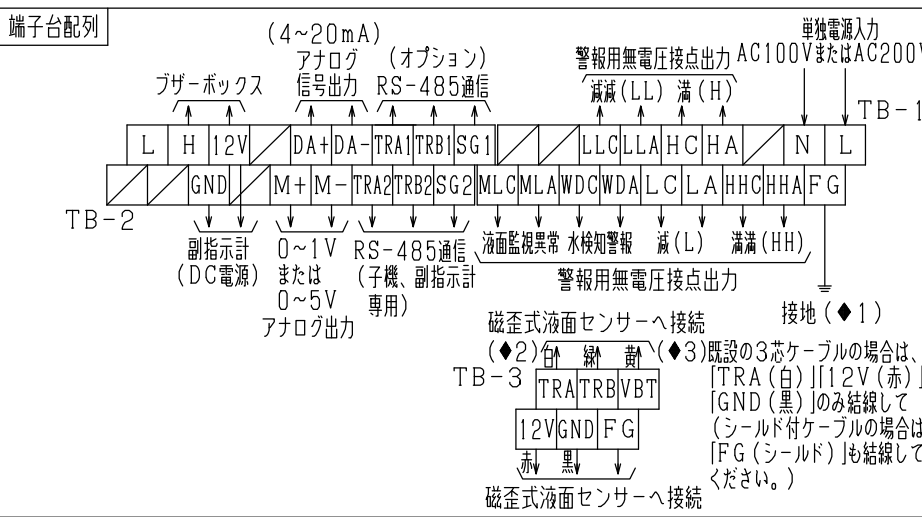 端子台配列
(4~20mA)
アナログ
信号出力
(オプション)
RS-485通信
ブザーボックス
警報用無電圧接点出力
減減(LL) 満(H)
単独電源入力
AC100VまたはAC200V
TB-1
L H 12V DA+ DA- TRA1 TRB1 SG1 LLC LLA HC HA N L
GND M+ M- TRA2 TRB2 SG2 MLC MLA WDC WDA LC LA HHC HHA FG
TB-2
副指示計
(DC電源)
0~1V
または
0~5V
アナログ出力
RS-485通信
(子機、副指示計
専用)
液面監視異常 水検知警報 減(L) 満満(HH)
警報用無電圧接点出力
接地(◆1)
磁歪式液面センサーへ接続
(◆2) 白 緑 黄 (◆3)
TB-3
TRA TRB VBT
12V GND FG
赤 黒
磁歪式液面センサーへ接続
既設の3芯ケーブルの場合は、
「TRA(白)」「12V(赤)」
「GND(黒)」のみ結線して
(シールド付ケーブルの場合は
「FG(シールド)」も結線して
ください。)